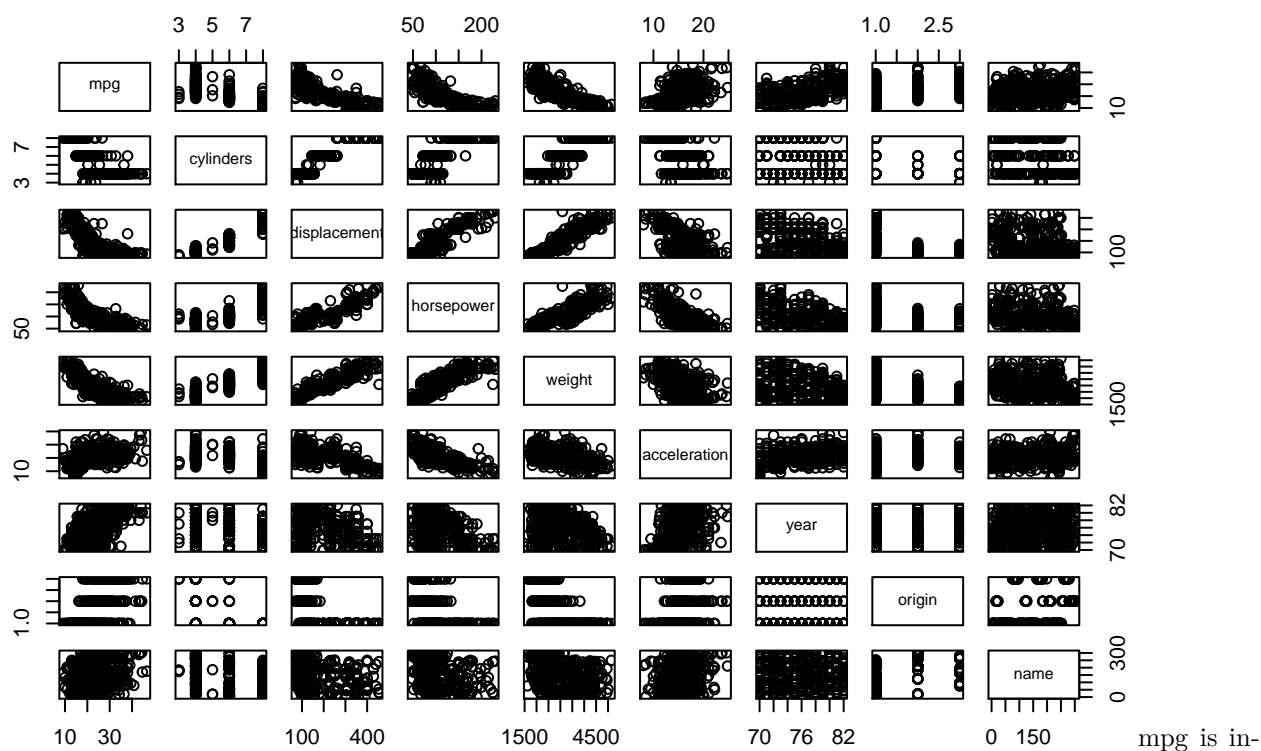 3 5 7 50 200 10 20 1.0 2.5
mpg 10
3 7 cylinders
displacement 100
50 horsepower
weight 1500
10 acceleration
year 70 82
1.0 origin
name 0 300
10 30 100 400 1500 4500 70 76 82 0 150 mpg is in-